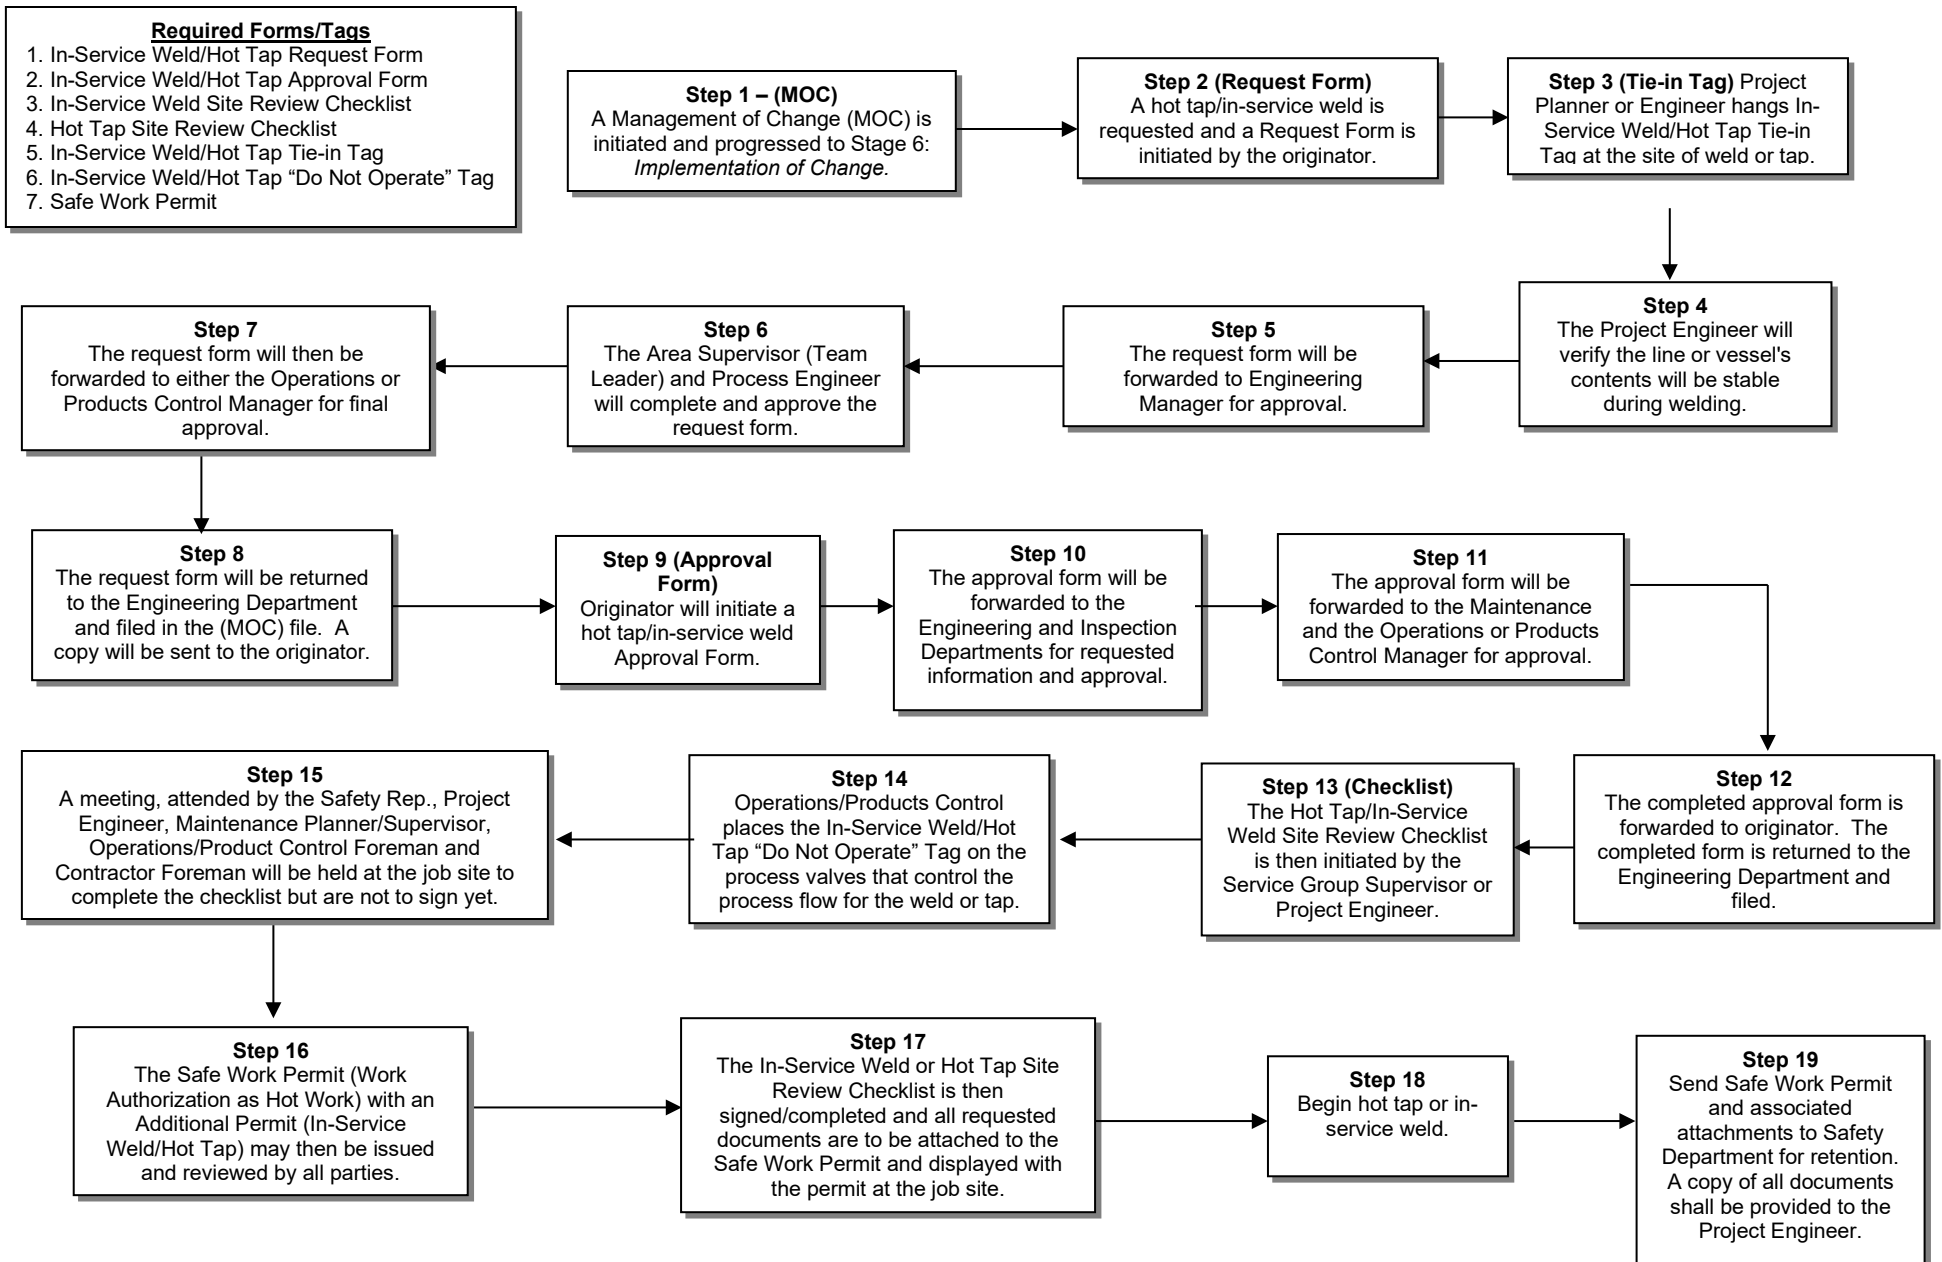 Required Forms/Tags
1. In-Service Weld/Hot Tap Request Form
2. In-Service Weld/Hot Tap Approval Form
3. In-Service Weld Site Review Checklist
4. Hot Tap Site Review Checklist
5. In-Service Weld/Hot Tap Tie-in Tag
6. In-Service Weld/Hot Tap “Do Not Operate” Tag
7. Safe Work Permit
Step 1 – (MOC)
A Management of Change (MOC) is
initiated and progressed to Stage 6:
Implementation of Change.
Step 2 (Request Form)
A hot tap/in-service weld is
requested and a Request Form is
initiated by the originator.
Step 3 (Tie-in Tag) Project
Planner or Engineer hangs In-
Service Weld/Hot Tap Tie-in
Tag at the site of weld or tap.
Step 4
The Project Engineer will
verify the line or vessel's
contents will be stable
during welding.
Step 5
The request form will be
forwarded to Engineering
Manager for approval.
Step 6
The Area Supervisor (Team
Leader) and Process Engineer
will complete and approve the
request form.
Step 7
The request form will then be
forwarded to either the Operations or
Products Control Manager for final
approval.
Step 8
The request form will be returned
to the Engineering Department
and filed in the (MOC) file. A
copy will be sent to the originator.
Step 9 (Approval
Form)
Originator will initiate a
hot tap/in-service weld
Approval Form.
Step 10
The approval form will be
forwarded to the
Engineering and Inspection
Departments for requested
information and approval.
Step 11
The approval form will be
forwarded to the Maintenance
and the Operations or Products
Control Manager for approval.
Step 12
The completed approval form is
forwarded to originator. The
completed form is returned to the
Engineering Department and
filed.
Step 13 (Checklist)
The Hot Tap/In-Service
Weld Site Review Checklist
is then initiated by the
Service Group Supervisor or
Project Engineer.
Step 14
Operations/Products Control
places the In-Service Weld/Hot
Tap “Do Not Operate” Tag on the
process valves that control the
process flow for the weld or tap.
Step 15
A meeting, attended by the Safety Rep., Project
Engineer, Maintenance Planner/Supervisor,
Operations/Product Control Foreman and
Contractor Foreman will be held at the job site to
complete the checklist but are not to sign yet.
Step 16
The Safe Work Permit (Work
Authorization as Hot Work) with an
Additional Permit (In-Service
Weld/Hot Tap) may then be issued
and reviewed by all parties.
Step 17
The In-Service Weld or Hot Tap Site
Review Checklist is then
signed/completed and all requested
documents are to be attached to the
Safe Work Permit and displayed with
the permit at the job site.
Step 18
Begin hot tap or in-
service weld.
Step 19
Send Safe Work Permit
and associated
attachments to Safety
Department for retention.
A copy of all documents
shall be provided to the
Project Engineer.